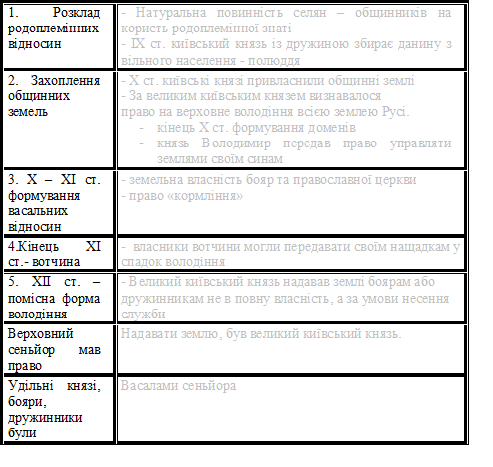 1. Розклад
родоплемінних
відносин
- Натуральна повинність селян – общинників на
користь родоплемінної знаті
- IX ст. київський князь із дружиною збирає данину з
вільного населення - полюддя
2. Захоплення
общинних
земель
- X ст. київські князі привласнили общинні землі
- За великим київським князем визнавалося
право на верховне володіння всією землею Русі.
- кінець X ст. формування доменів
- князь Володимир передав право управляти
землями своїм синам
3. X – XI ст.
формування
васальних
відносин
- земельна власність бояр та православної церкви
- право «кормління»
4.Кінець XI
ст.- вотчина
- власники вотчини могли передавати своїм нащадкам у
спадок володіння
5. XII ст. –
помісна форма
володіння
- Великий київський князь надавав землі боярам або
дружинникам не в повну власність, а за умови несення
служби
Верховний
сеньйор мав
право
Надавати землю, був великий київський князь.
Удільні князі,
бояри,
дружинники
були
Васалами сеньйора